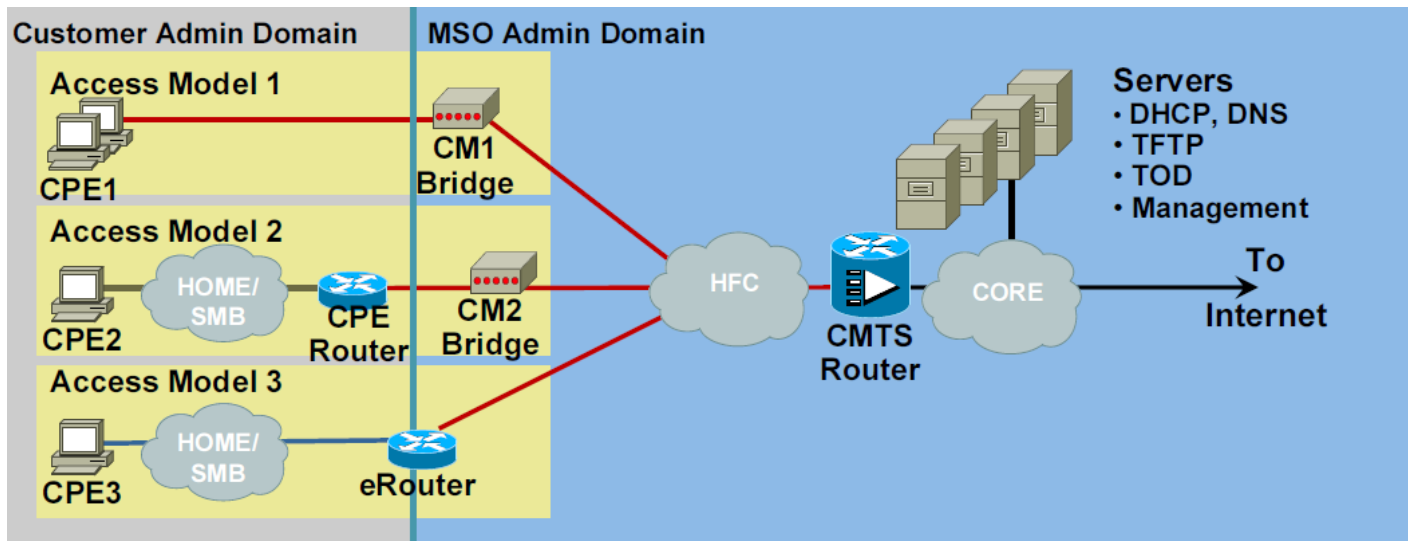 Customer Admin Domain
MSO Admin Domain
Access Model 1
CPE1
CM1
Bridge
Access Model 2
CPE2
HOME/
SMB
CPE
Router
CM2
Bridge
Access Model 3
CPE3
HOME/
SMB
eRouter
HFC
CMTS
Router
CORE
Servers
• DHCP, DNS
• TFTP
• TOD
• Management
To
Internet